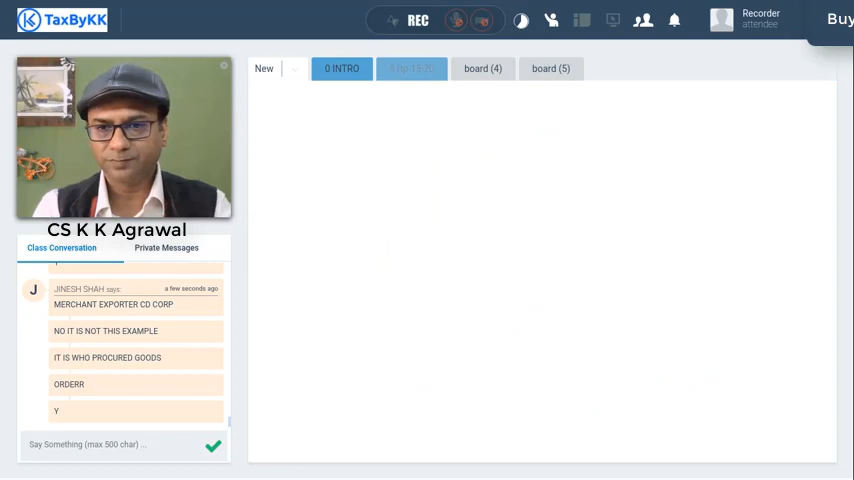 TaxByKK
REC
Recorder
attendee
Buy
New
0 INTRO
board (4)
board (5)
CS K K Agrawal
Class Conversation
Private Messages
J
JINESH SHAH says:
a few seconds ago
MERCHANT EXPORTER CD CORP
NO IT IS NOT THIS EXAMPLE
IT IS WHO PROCURED GOODS
ORDERR
Y
Say Something (max 500 char) ...